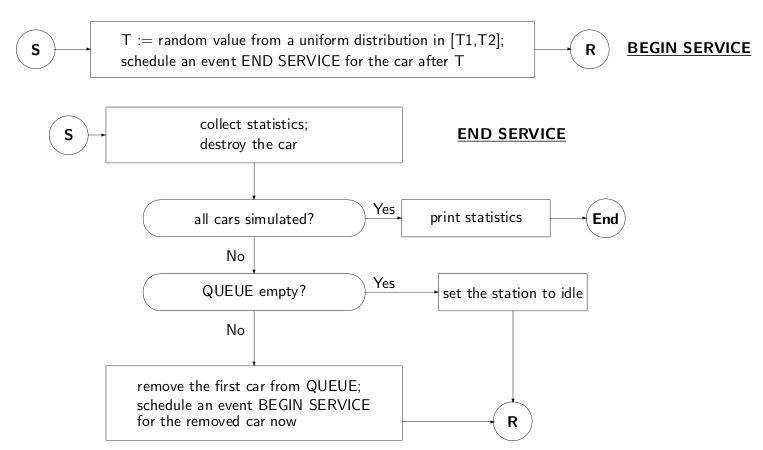 S
T := random value from a uniform distribution in [T1,T2];
schedule an event END SERVICE for the car after T
R
BEGIN SERVICE
S
collect statistics;
destroy the car
END SERVICE
all cars simulated?
Yes
print statistics
End
No
QUEUE empty?
Yes
set the station to idle
No
remove the first car from QUEUE;
schedule an event BEGIN SERVICE
for the removed car now
R